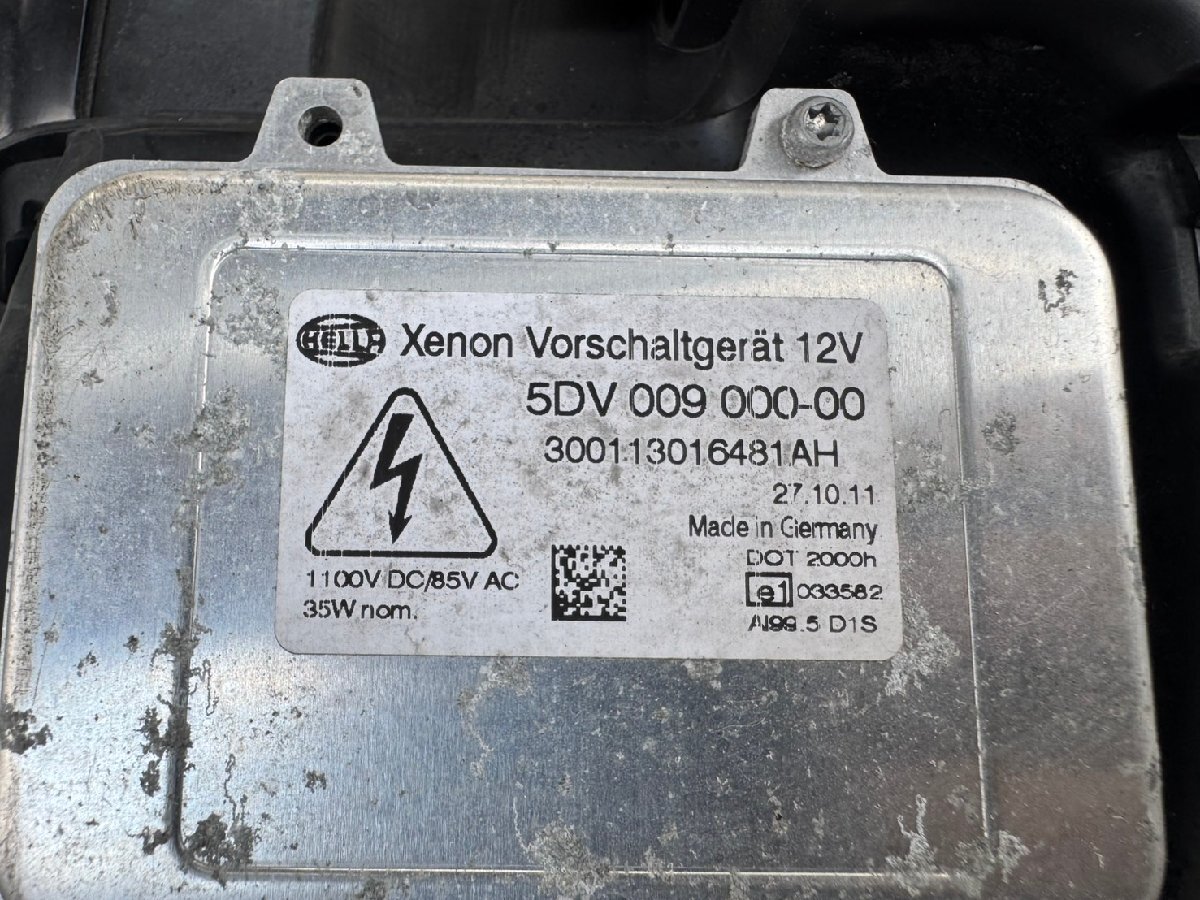 HELLA
Xenon Vorschaltgerät 12V
5DV 009 000-00
300113016481AH
27.10.11
Made in Germany
DOT 2000h
e1 033582
1100V DC/85V AC
35W nom.
AI99.5 D1S